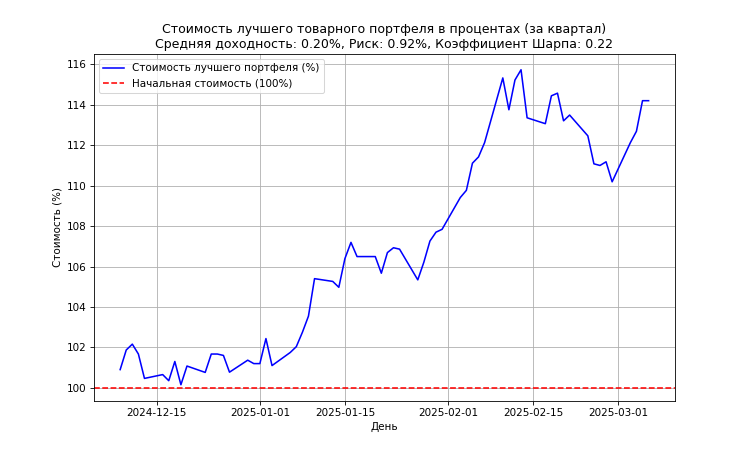 Стоимость лучшего товарного портфеля в процентах (за квартал)
Средняя доходность: 0.20%, Риск: 0.92%, Коэффициент Шарпа: 0.22
Стоимость лучшего портфеля (%)
Начальная стоимость (100%)
Стоимость (%)
116
114
112
110
108
106
104
102
100
2024-12-15
2025-01-01
2025-01-15
2025-02-01
2025-02-15
2025-03-01
День